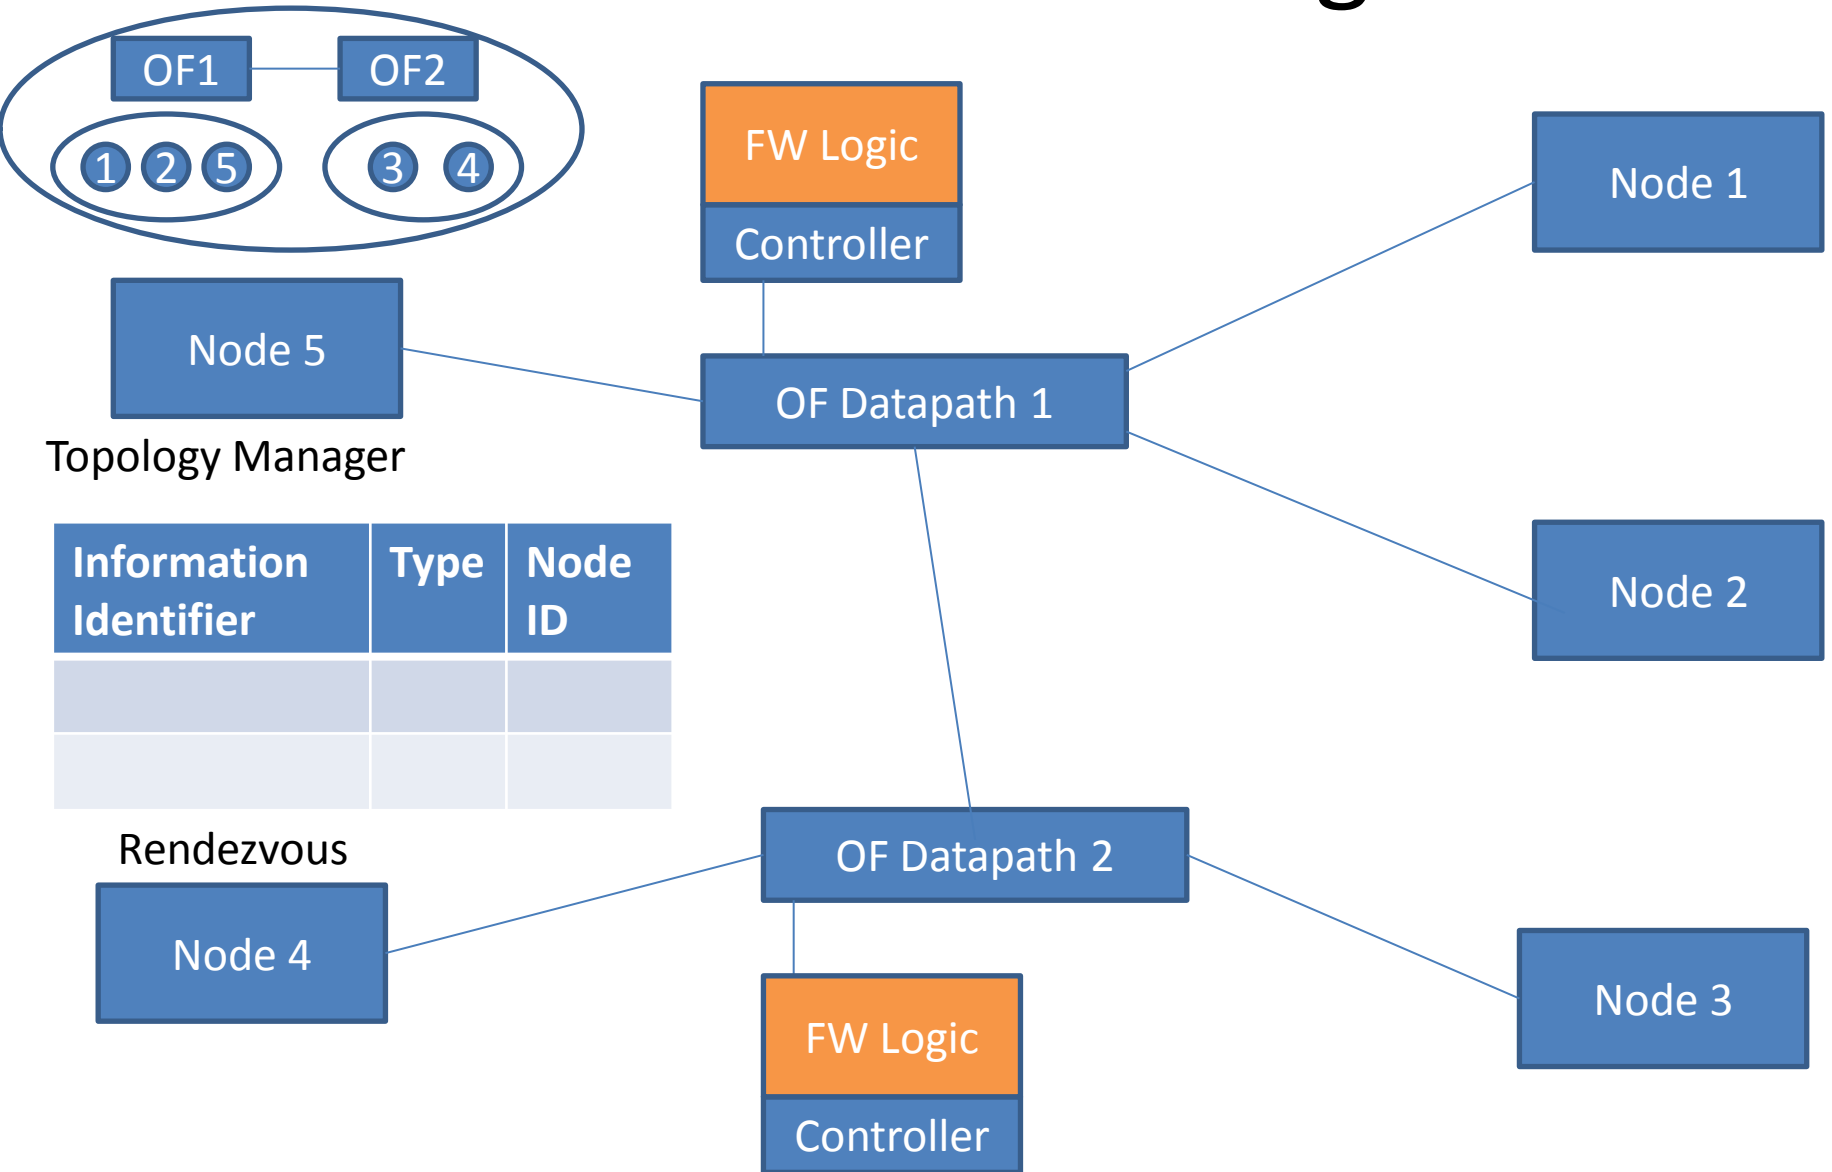 OF1
OF2
1 2 5
3 4
FW Logic
Controller
Node 1
Node 5
OF Datapath 1
Topology Manager
Information Identifier
Type
Node ID
Node 2
Rendezvous
OF Datapath 2
Node 4
Node 3
FW Logic
Controller